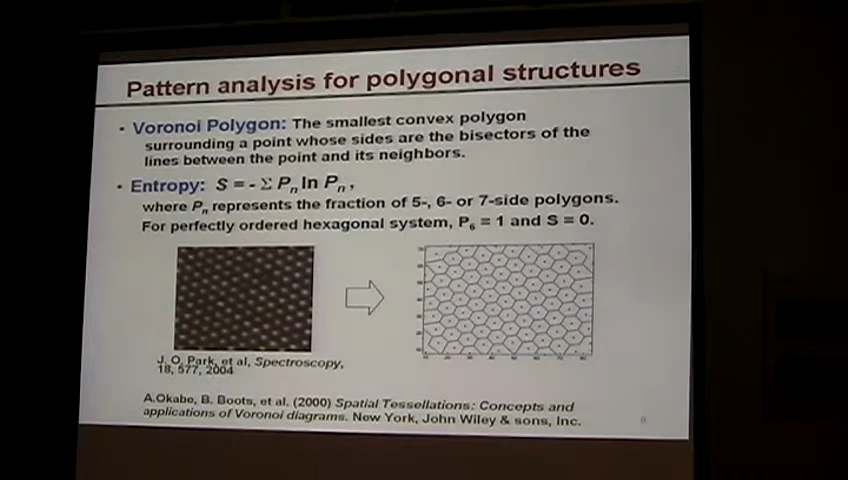 Pattern analysis for polygonal structures
• Voronoi Polygon: The smallest convex polygon
surrounding a point whose sides are the bisectors of the
lines between the point and its neighbors.
• Entropy: S = - Σ Pn ln Pn,
where Pn represents the fraction of 5-, 6- or 7-side polygons.
For perfectly ordered hexagonal system, P6 = 1 and S = 0.
J. O. Park, et al, Spectroscopy,
18, 577, 2004
A.Okabe, B. Boots, et al. (2000) Spatial Tessellations: Concepts and
applications of Voronoi diagrams. New York, John Wiley & sons, Inc.